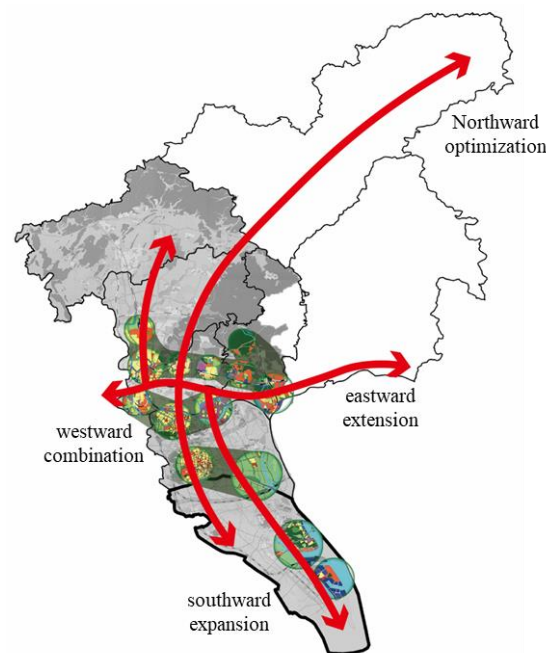 Northward
optimization
eastward
extension
westward
combination
southward
expansion